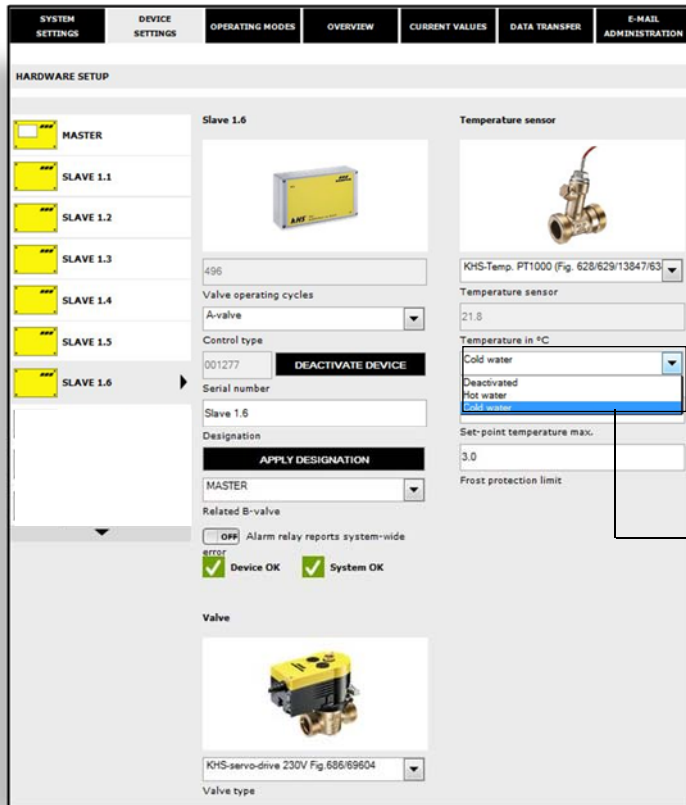 SYSTEM SETTINGS
DEVICE SETTINGS
OPERATING MODES
OVERVIEW
CURRENT VALUES
DATA TRANSFER
E-MAIL ADMINISTRATION
HARDWARE SETUP
MASTER
SLAVE 1.1
SLAVE 1.2
SLAVE 1.3
SLAVE 1.4
SLAVE 1.5
SLAVE 1.6
Slave 1.6
KHS
496
Valve operating cycles
A-valve
Control type
001277
DEACTIVATE DEVICE
Serial number
Slave 1.6
Designation
APPLY DESIGNATION
MASTER
Related B-valve
OFF Alarm relay reports system-wide
error
Device OK
System OK
Valve
KHS-servo-drive 230V Fig.686/69604
Valve type
Temperature sensor
KHS-Temp. PT1000 (Fig. 628/629/13847/63
Temperature sensor
21.8
Temperature in °C
Cold water
Deactivated
Hot water
Cold water
Set-point temperature max.
3.0
Frost protection limit